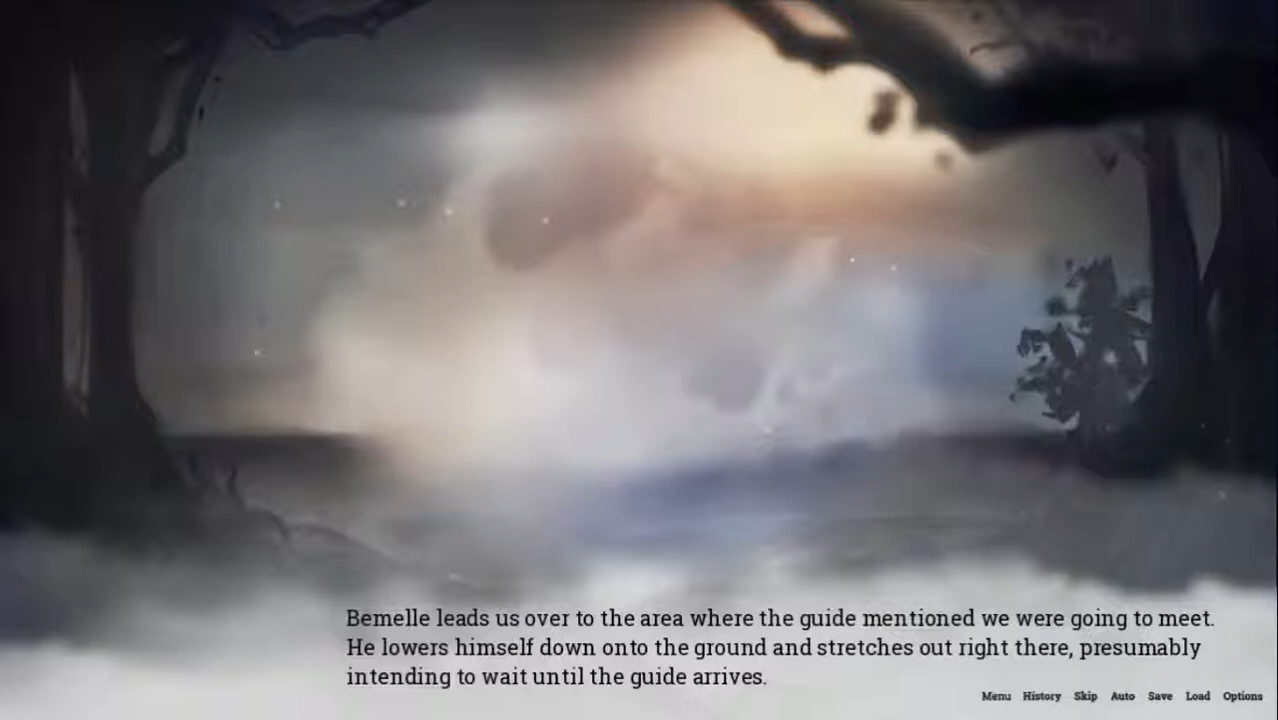 Bemelle leads us over to the area where the guide mentioned we were going to meet.
He lowers himself down onto the ground and stretches out right there, presumably
intending to wait until the guide arrives.
Menu History Skip Auto Save Load Options